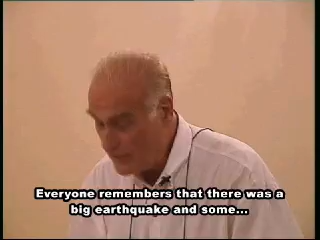 Everyone remembers that there was a
big earthquake and some...